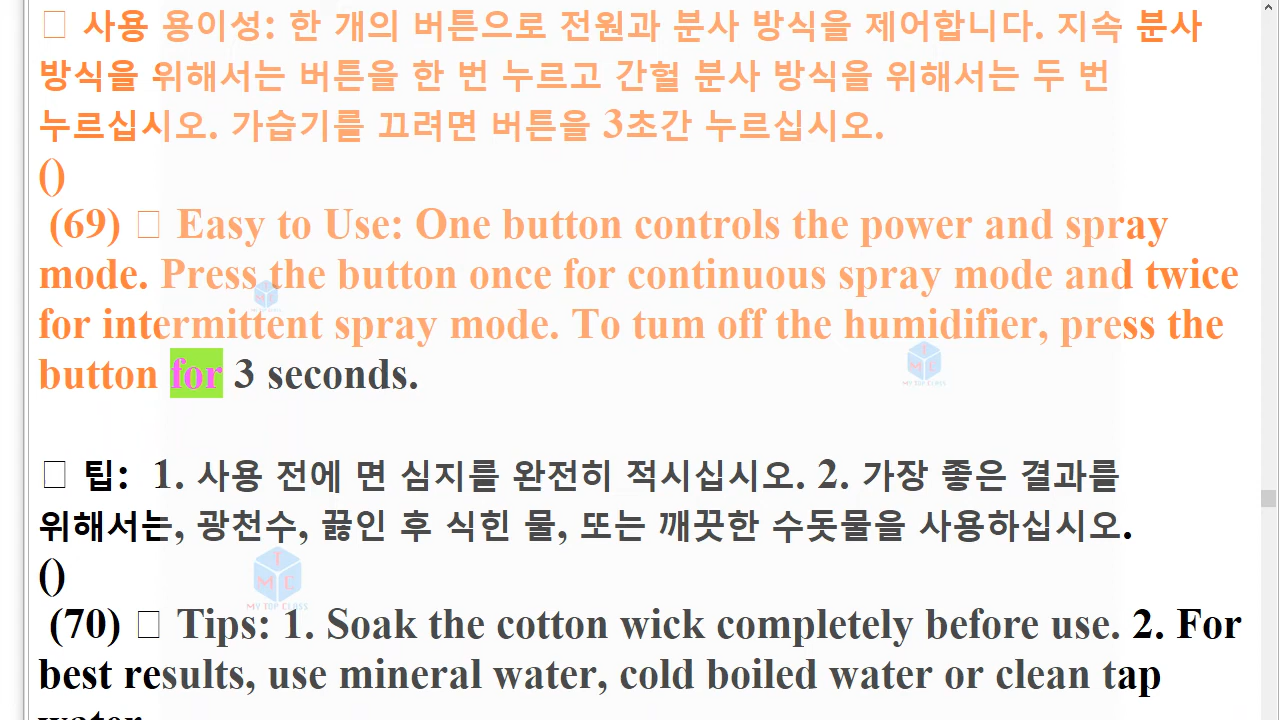 □ 사용 용이성: 한 개의 버튼으로 전원과 분사 방식을 제어합니다. 지속 분사
방식을 위해서는 버튼을 한 번 누르고 간헐 분사 방식을 위해서는 두 번
누르십시오. 가습기를 끄려면 버튼을 3초간 누르십시오.
()
(69) □ Easy to Use: One button controls the power and spray
mode. Press the button once for continuous spray mode and twice
for intermittent spray mode. To tum off the humidifier, press the
button for 3 seconds.
□ 팁: 1. 사용 전에 면 심지를 완전히 적시십시오. 2. 가장 좋은 결과를
위해서는, 광천수, 끓인 후 식힌 물, 또는 깨끗한 수돗물을 사용하십시오.
()
(70) □ Tips: 1. Soak the cotton wick completely before use. 2. For
best results, use mineral water, cold boiled water or clean tap
water.
MY TOP CLASS